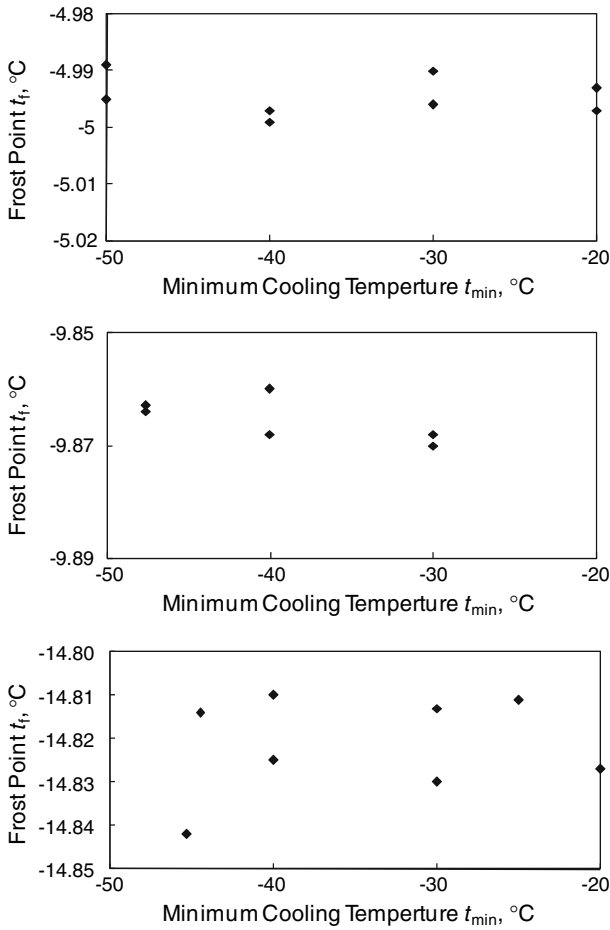 -4.98
-4.99
-5
-5.01
-5.02
Frost Point tf, °C
-50 -40 -30 -20
Minimum Cooling Temperture tmin, °C
-9.85
-9.87
-9.89
Frost Point tf, °C
-50 -40 -30 -20
Minimum Cooling Temperture tmin, °C
-14.80
-14.81
-14.82
-14.83
-14.84
-14.85
Frost Point tf, °C
-50 -40 -30 -20
Minimum Cooling Temperture tmin, °C